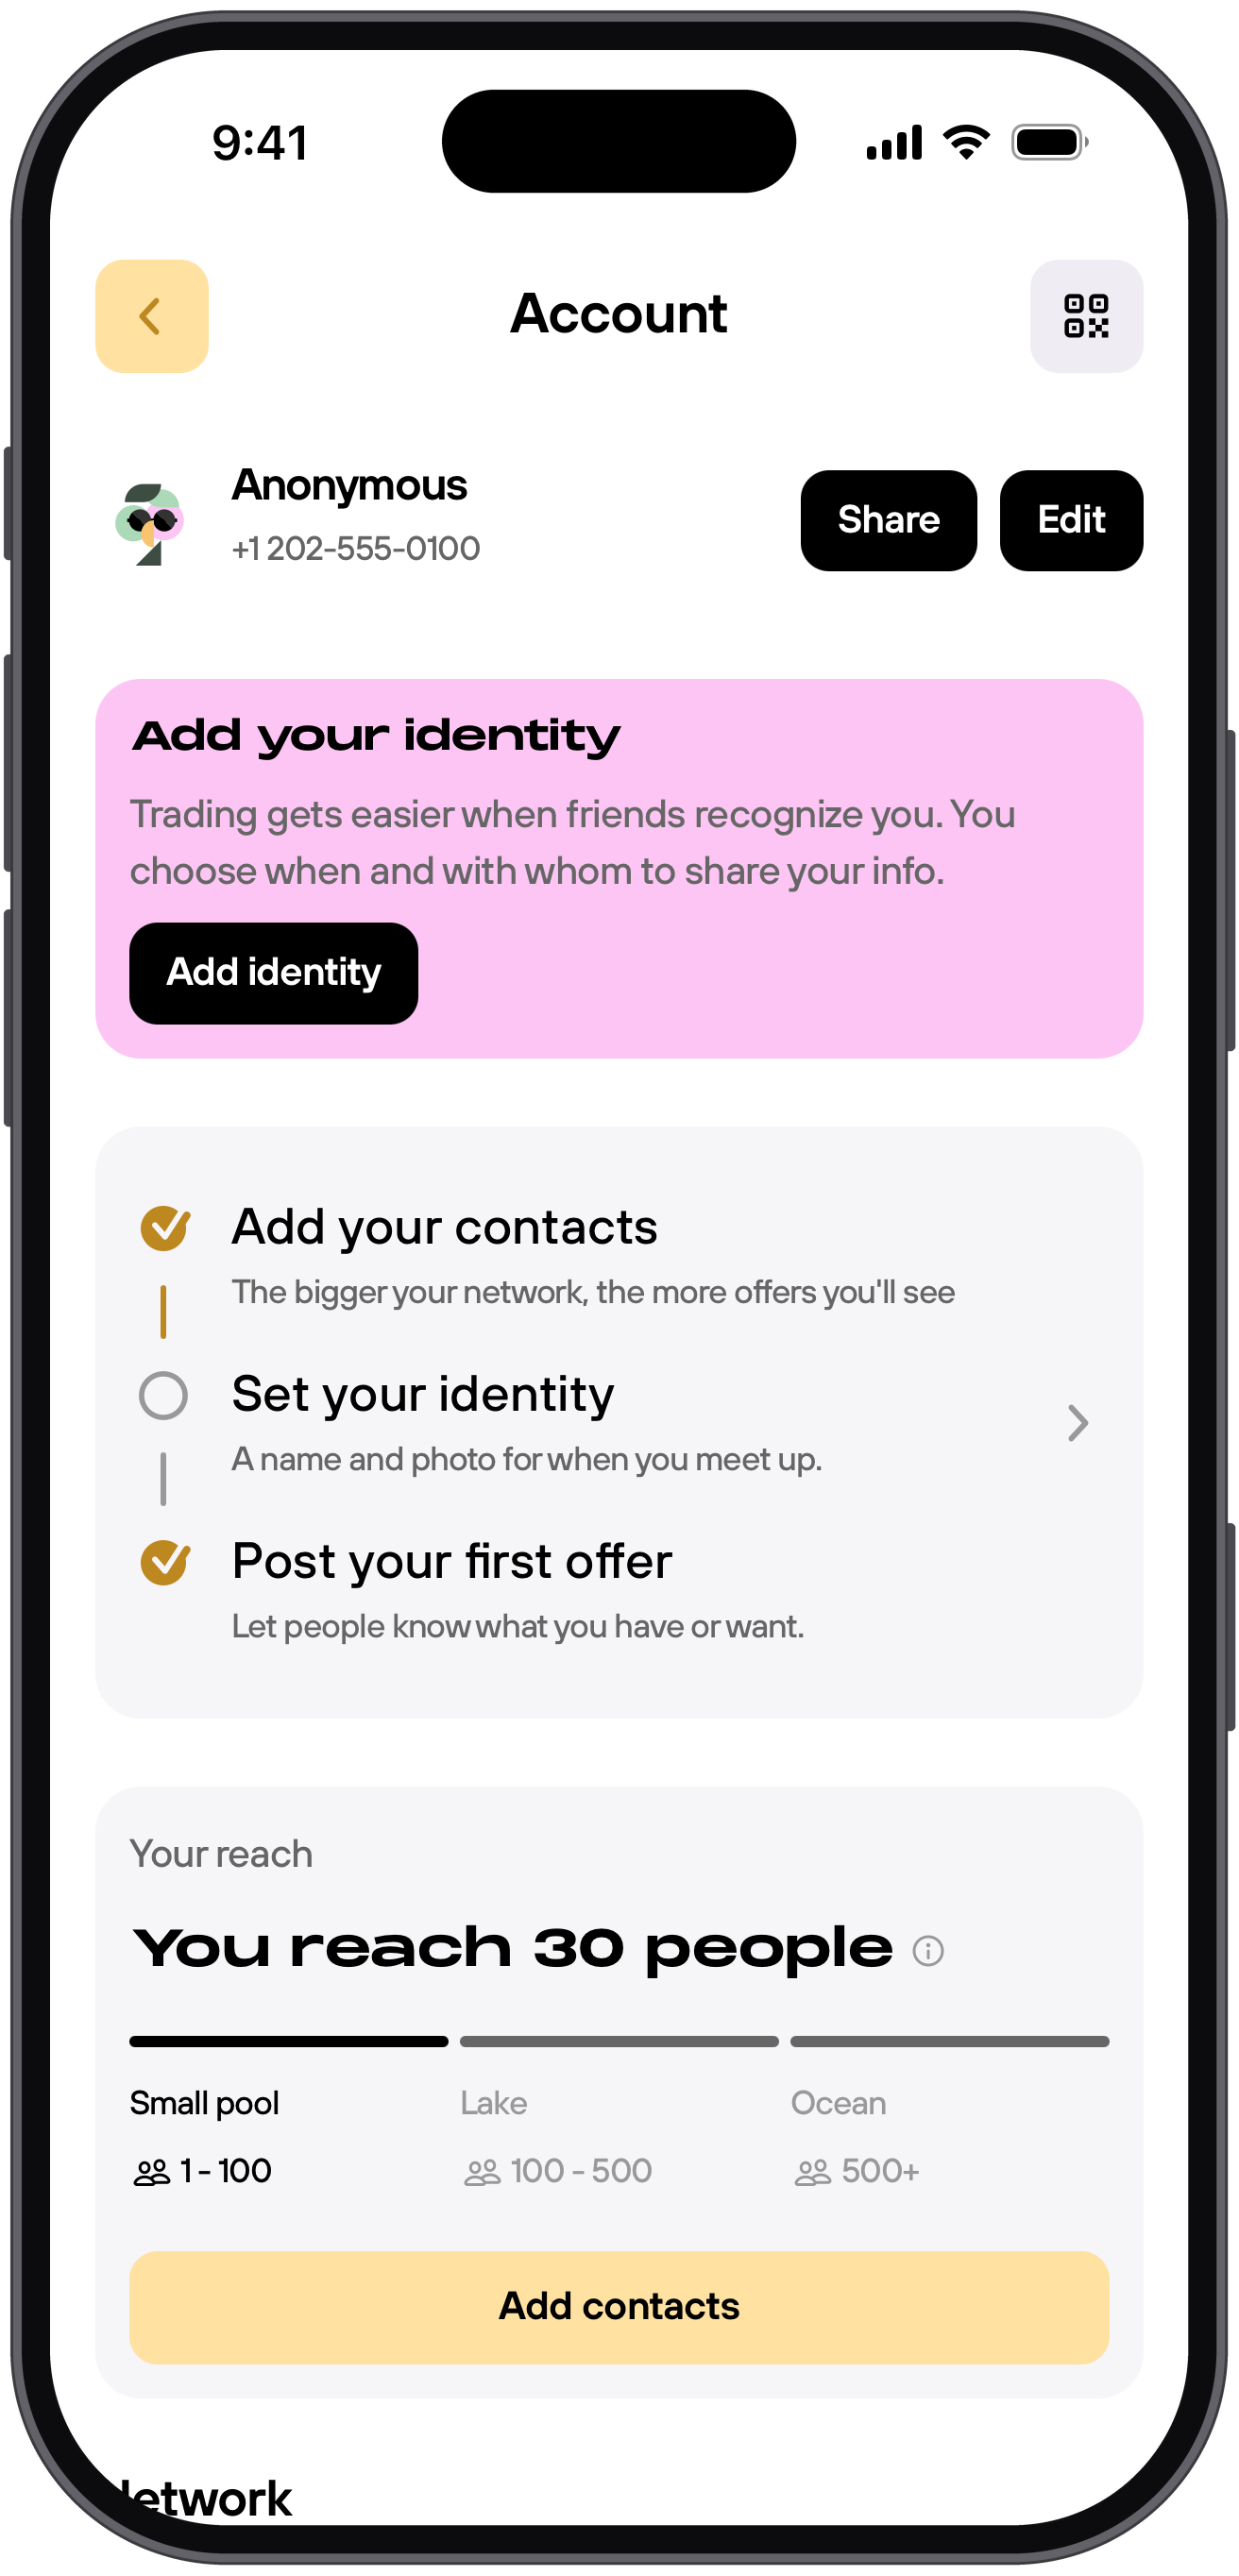 9:41
Account
Anonymous
+1 202-555-0100
Share
Edit
Add your identity
Trading gets easier when friends recognize you. You
choose when and with whom to share your info.
Add identity
Add your contacts
The bigger your network, the more offers you'll see
Set your identity
A name and photo for when you meet up.
Post your first offer
Let people know what you have or want.
Your reach
You reach 30 people
Small pool
Lake
Ocean
1 - 100
100 - 500
500+
Add contacts